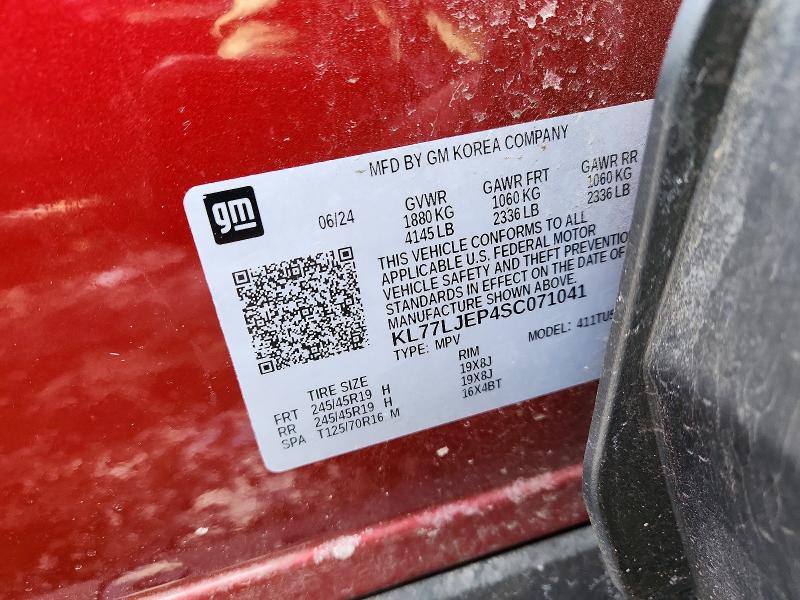 MFD BY GM KOREA COMPANY
gm
06/24
GVWR GAWR FRT GAWR RR
1880 KG 1060 KG 1060 KG
4145 LB 2336 LB 2336 LB
THIS VEHICLE CONFORMS TO ALL
APPLICABLE U.S. FEDERAL MOTOR
VEHICLE SAFETY AND THEFT PREVENTIO
STANDARDS IN EFFECT ON THE DATE OF
MANUFACTURE SHOWN ABOVE.
KL77LJEP4SC071041
TYPE: MPV MODEL: 411TU
TIRE SIZE RIM
FRT 245/45R19 H 19X8J
RR 245/45R19 H 19X8J
SPA T125/70R16 M 16X4BT